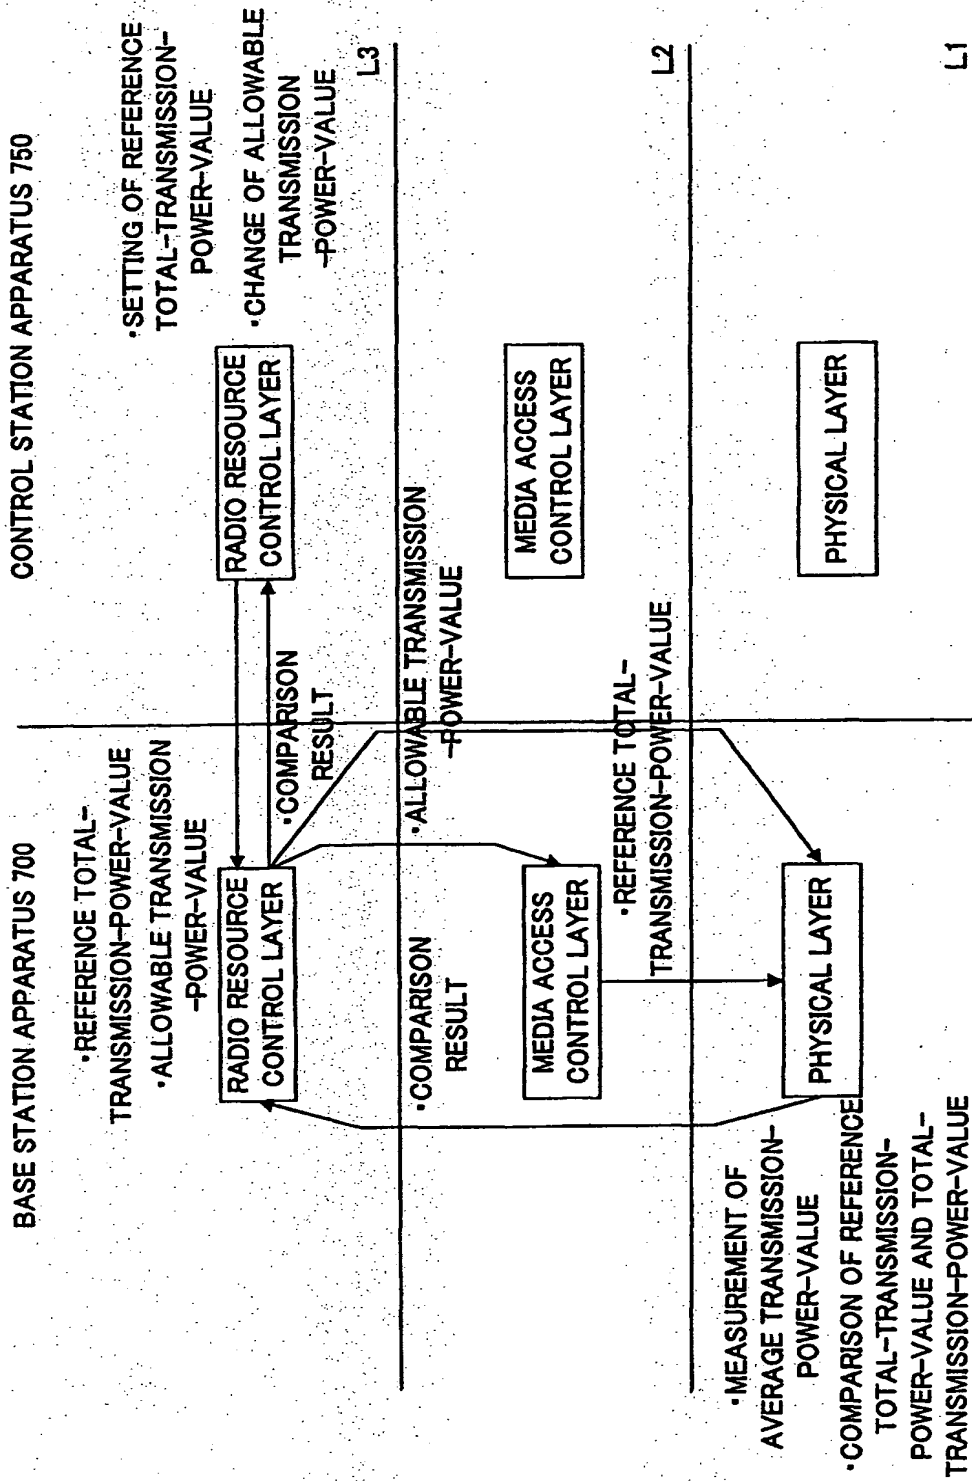 BASE STATION APPARATUS 700
CONTROL STATION APPARATUS 750
•REFERENCE TOTAL-
TRANSMISSION-POWER-VALUE
•ALLOWABLE TRANSMISSION
-POWER-VALUE
•SETTING OF REFERENCE
TOTAL-TRANSMISSION-
POWER-VALUE
•CHANGE OF ALLOWABLE
TRANSMISSION
-POWER-VALUE
RADIO RESOURCE
CONTROL LAYER
•COMPARISON
RESULT
RADIO RESOURCE
CONTROL LAYER
L3
•COMPARISON
RESULT
•ALLOWABLE TRANSMISSION
-POWER-VALUE
MEDIA ACCESS
CONTROL LAYER
MEDIA ACCESS
CONTROL LAYER
•REFERENCE TOTAL-
TRANSMISSION-POWER-VALUE
L2
•MEASUREMENT OF
AVERAGE TRANSMISSION-
POWER-VALUE
•COMPARISON OF REFERENCE
TOTAL-TRANSMISSION-
POWER-VALUE AND TOTAL-
TRANSMISSION-POWER-VALUE
PHYSICAL LAYER
PHYSICAL LAYER
L1